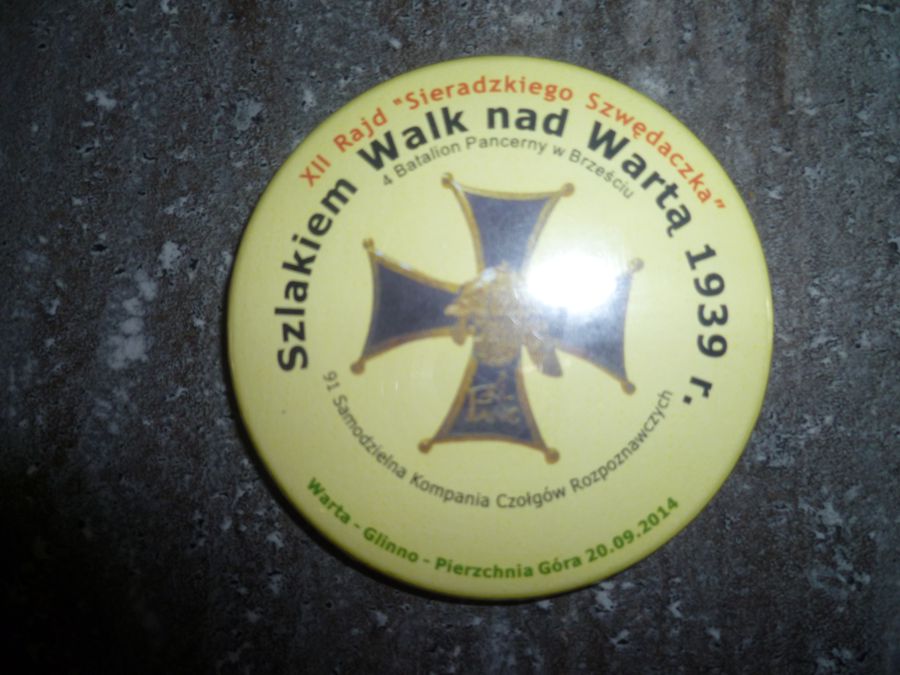 XII Rajd "Sieradzkiego Szwędaczka"
Szlakiem Walk nad Wartą 1939 r.
4 Batalion Pancerny w Brześciu
91 Samodzielna Kompania Czołgów Rozpoznawczych
Warta - Glinno - Pierzchnia Góra 20.09.2014